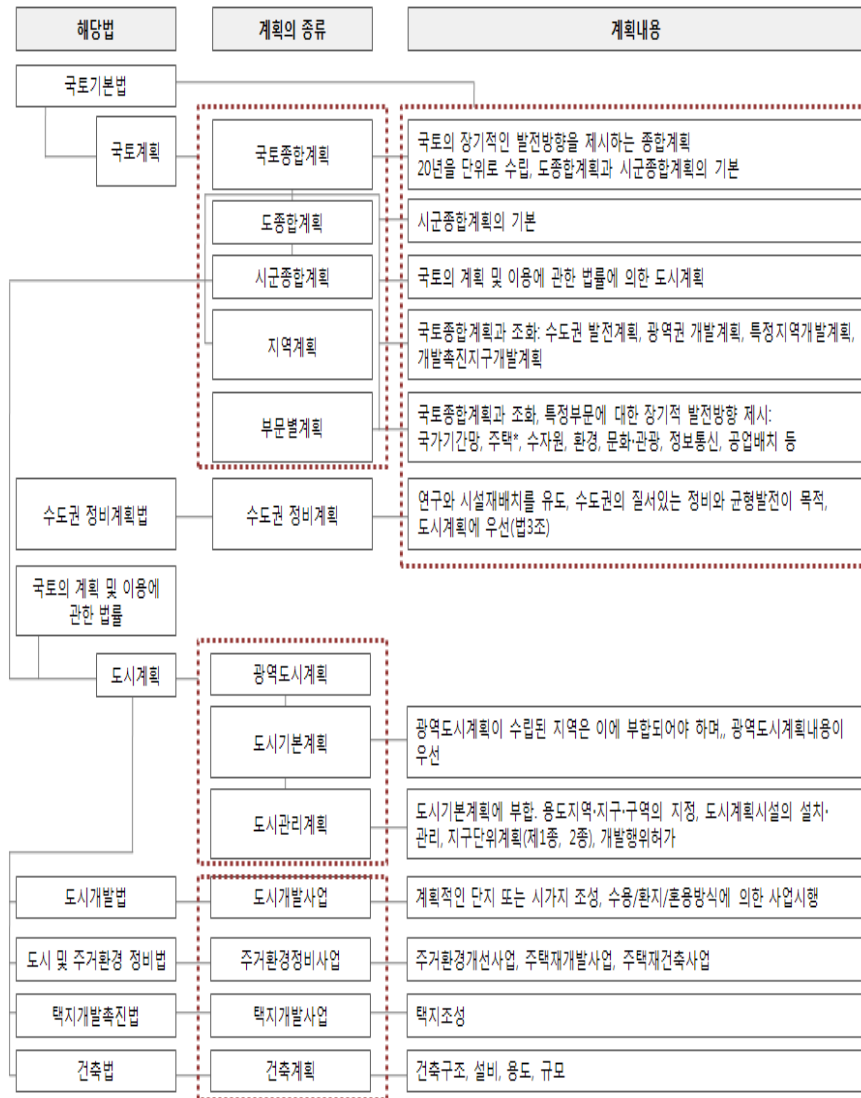 해당법
계획의 종류
계획내용
국토기본법
국토계획
국토종합계획
국토의 장기적인 발전방향을 제시하는 종합계획
20년을 단위로 수립, 도종합계획과 시군종합계획의 기본
도종합계획
시군종합계획의 기본
시군종합계획
국토의 계획 및 이용에 관한 법률에 의한 도시계획
지역계획
국토종합계획과 조화: 수도권 발전계획, 광역권 개발계획, 특정지역개발계획,
개발촉진지구개발계획
부문별계획
국토종합계획과 조화, 특정부문에 대한 장기적 발전방향 제시:
국가기간망, 주택*, 수자원, 환경, 문화·관광, 정보통신, 공업배치 등
수도권 정비계획법
수도권 정비계획
연구와 시설재배치를 유도, 수도권의 질서있는 정비와 균형발전이 목적,
도시계획에 우선(법3조)
국토의 계획 및 이용에
관한 법률
도시계획
광역도시계획
도시기본계획
광역도시계획이 수립된 지역은 이에 부합되어야 하며,, 광역도시계획내용이
우선
도시관리계획
도시기본계획에 부합. 용도지역·지구·구역의 지정, 도시계획시설의 설치·
관리, 지구단위계획(제1종, 2종), 개발행위허가
도시개발법
도시개발사업
계획적인 단지 또는 시가지 조성, 수용/환지/혼용방식에 의한 사업시행
도시 및 주거환경 정비법
주거환경정비사업
주거환경개선사업, 주택재개발사업, 주택재건축사업
택지개발촉진법
택지개발사업
택지조성
건축법
건축계획
건축구조, 설비, 용도, 규모